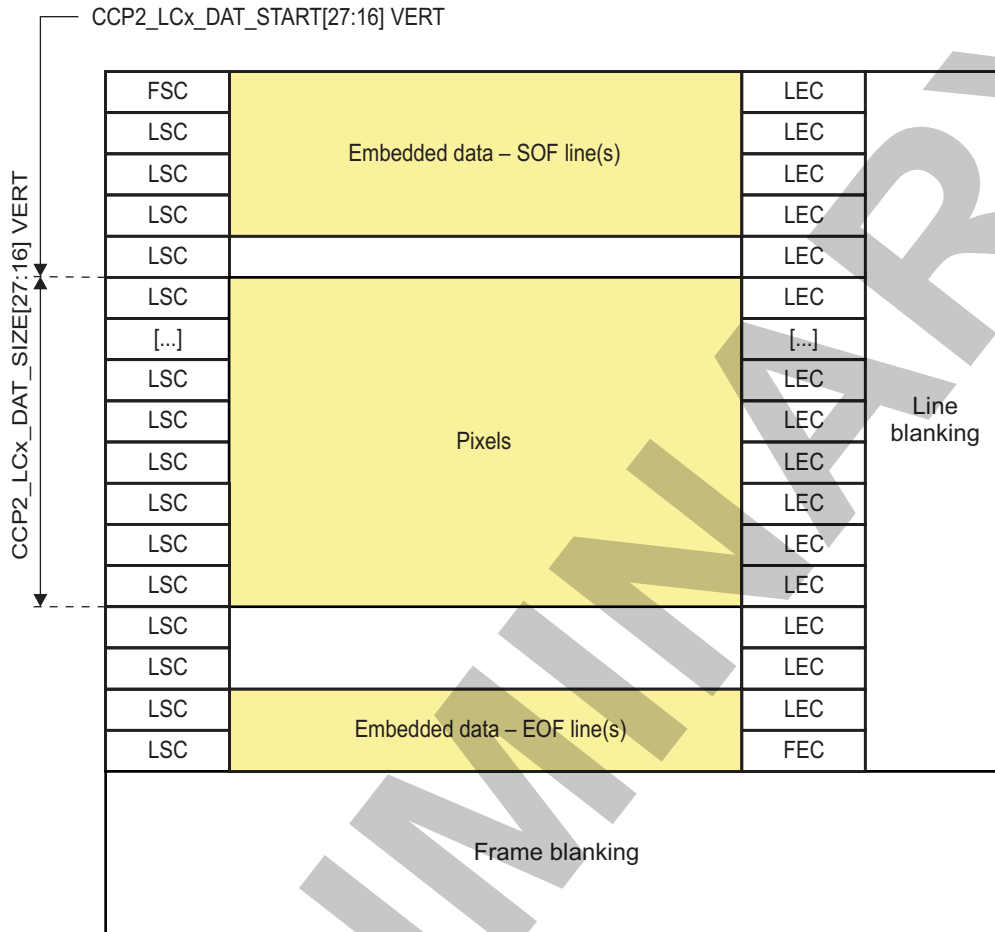 CCP2_LCx_DAT_START[27:16] VERT
CCP2_LCx_DAT_SIZE[27:16] VERT
FSC
LEC
LSC
LEC
Embedded data – SOF line(s)
LSC
LEC
LSC
LEC
LSC
LEC
LSC
LEC
[...]
[...]
LSC
LEC
LSC
LEC
Line
blanking
LSC
Pixels
LEC
LSC
LEC
LSC
LEC
LSC
LEC
LSC
LEC
LSC
LEC
LSC
LEC
Embedded data – EOF line(s)
LSC
FEC
Frame blanking
IMINARY